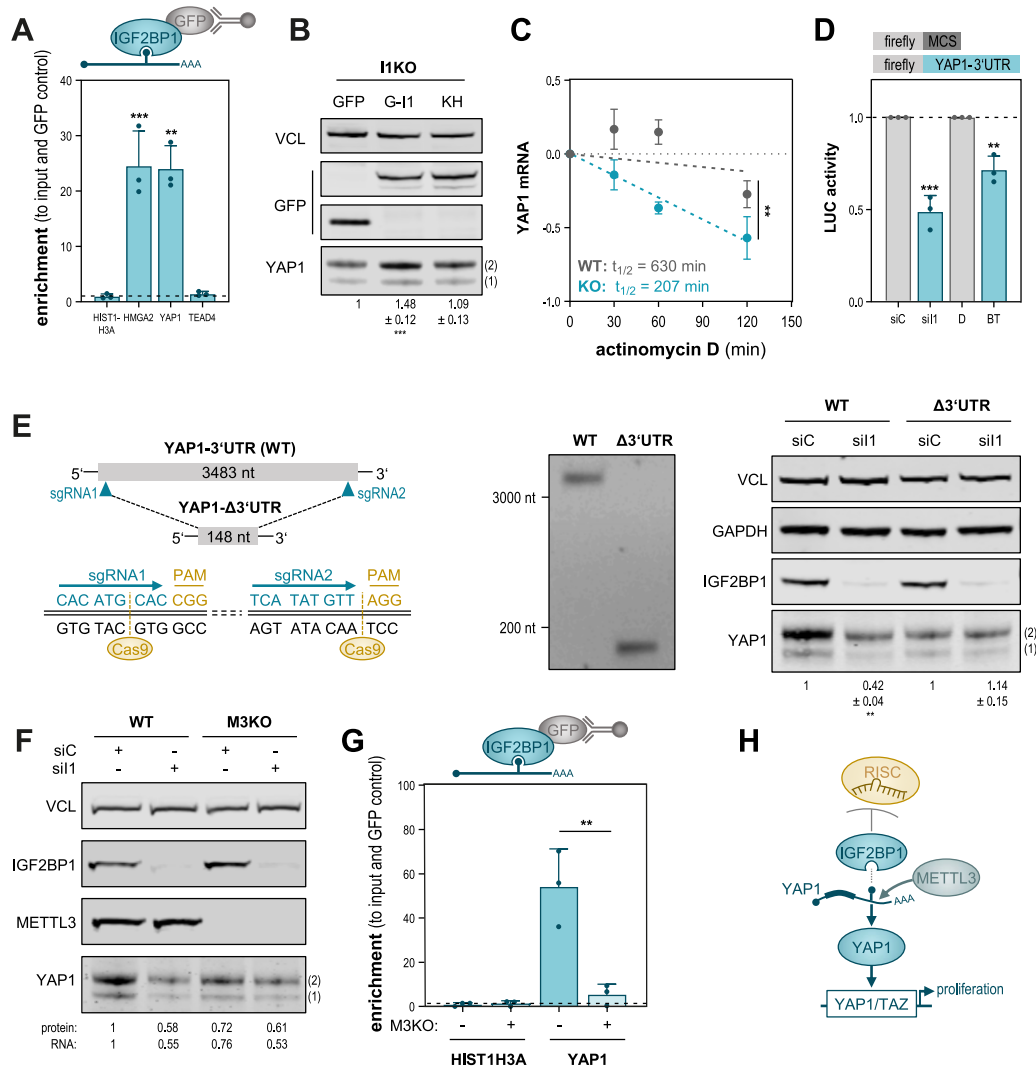 A
GFP
IGF2BP1
AAA
enrichment (to input and GFP control)
40
30
20
10
0
***
**
HIST1-
H3A
HMGA2
YAP1
TEAD4
B
I1KO
GFP
G-I1
KH
VCL
GFP
YAP1
(2)
(1)
1
1.48
± 0.12
***
1.09
± 0.13
C
YAP1 mRNA
0.5
0.0
-0.5
-1.0
**
WT: t1/2 = 630 min
KO: t1/2 = 207 min
0
30
60
90
120
150
actinomycin D (min)
D
firefly
MCS
firefly
YAP1-3‘UTR
LUC activity
1.0
0.5
0.0
***
**
siC
siI1
D
BT
E
YAP1-3‘UTR (WT)
5‘
3483 nt
3‘
sgRNA1
sgRNA2
YAP1-Δ3‘UTR
5‘
148 nt
3‘
sgRNA1
PAM
sgRNA2
PAM
CAC ATG CAC CGG
TCA TAT GTT AGG
GTG TAC GTG GCC
AGT ATA CAA TCC
Cas9
Cas9
WT
Δ3‘UTR
3000 nt
200 nt
WT
Δ3‘UTR
siC
siI1
siC
siI1
VCL
GAPDH
IGF2BP1
YAP1
(2)
(1)
1
0.42
± 0.04
**
1
1.14
± 0.15
F
WT
M3KO
siC
+
-
+
-
siI1
-
+
-
+
VCL
IGF2BP1
METTL3
YAP1
(2)
(1)
protein:
1
0.58
0.72
0.61
RNA:
1
0.55
0.76
0.53
G
GFP
IGF2BP1
AAA
enrichment (to input and GFP control)
100
80
60
40
20
0
**
M3KO:
-
+
-
+
HIST1H3A
YAP1
H
RISC
IGF2BP1
METTL3
YAP1
AAA
YAP1
YAP1/TAZ
proliferation